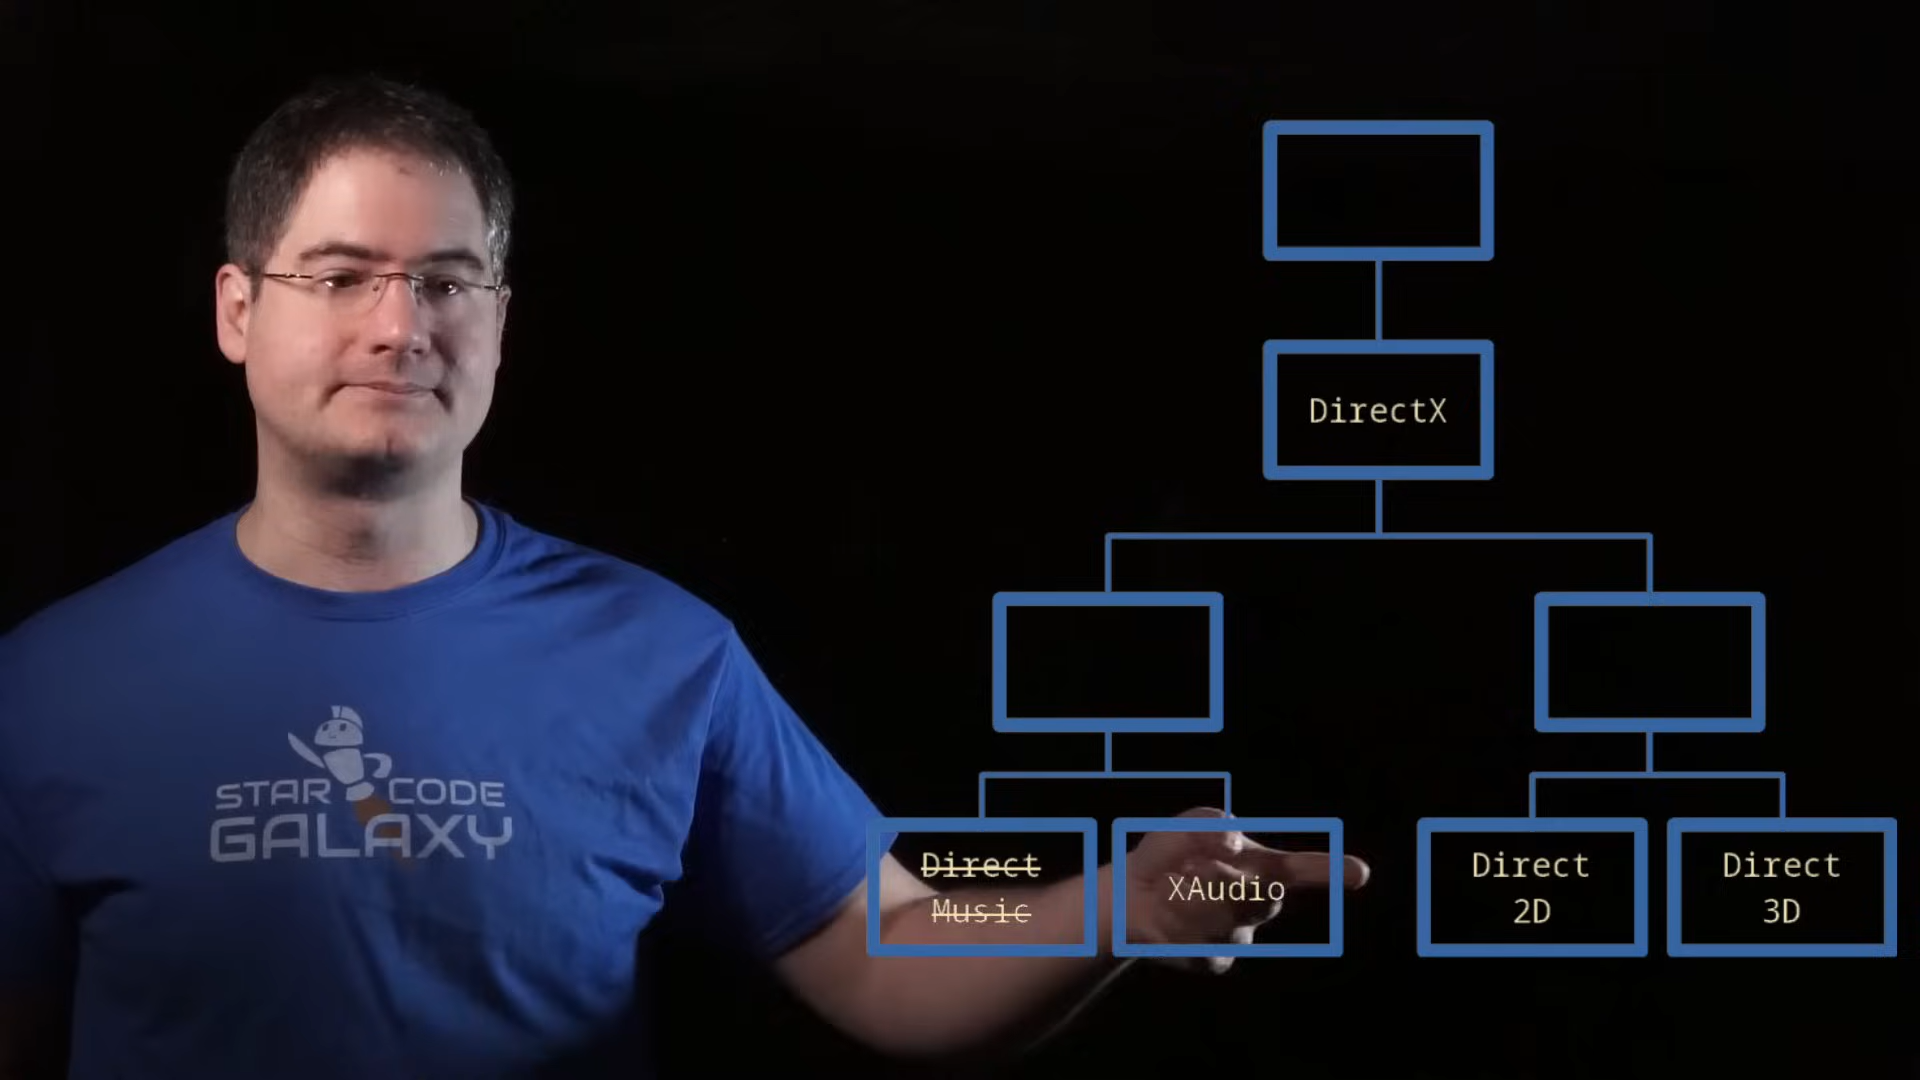 DirectX
Direct
Music
XAudio
Direct
2D
Direct
3D
STAR CODE
GALAXY